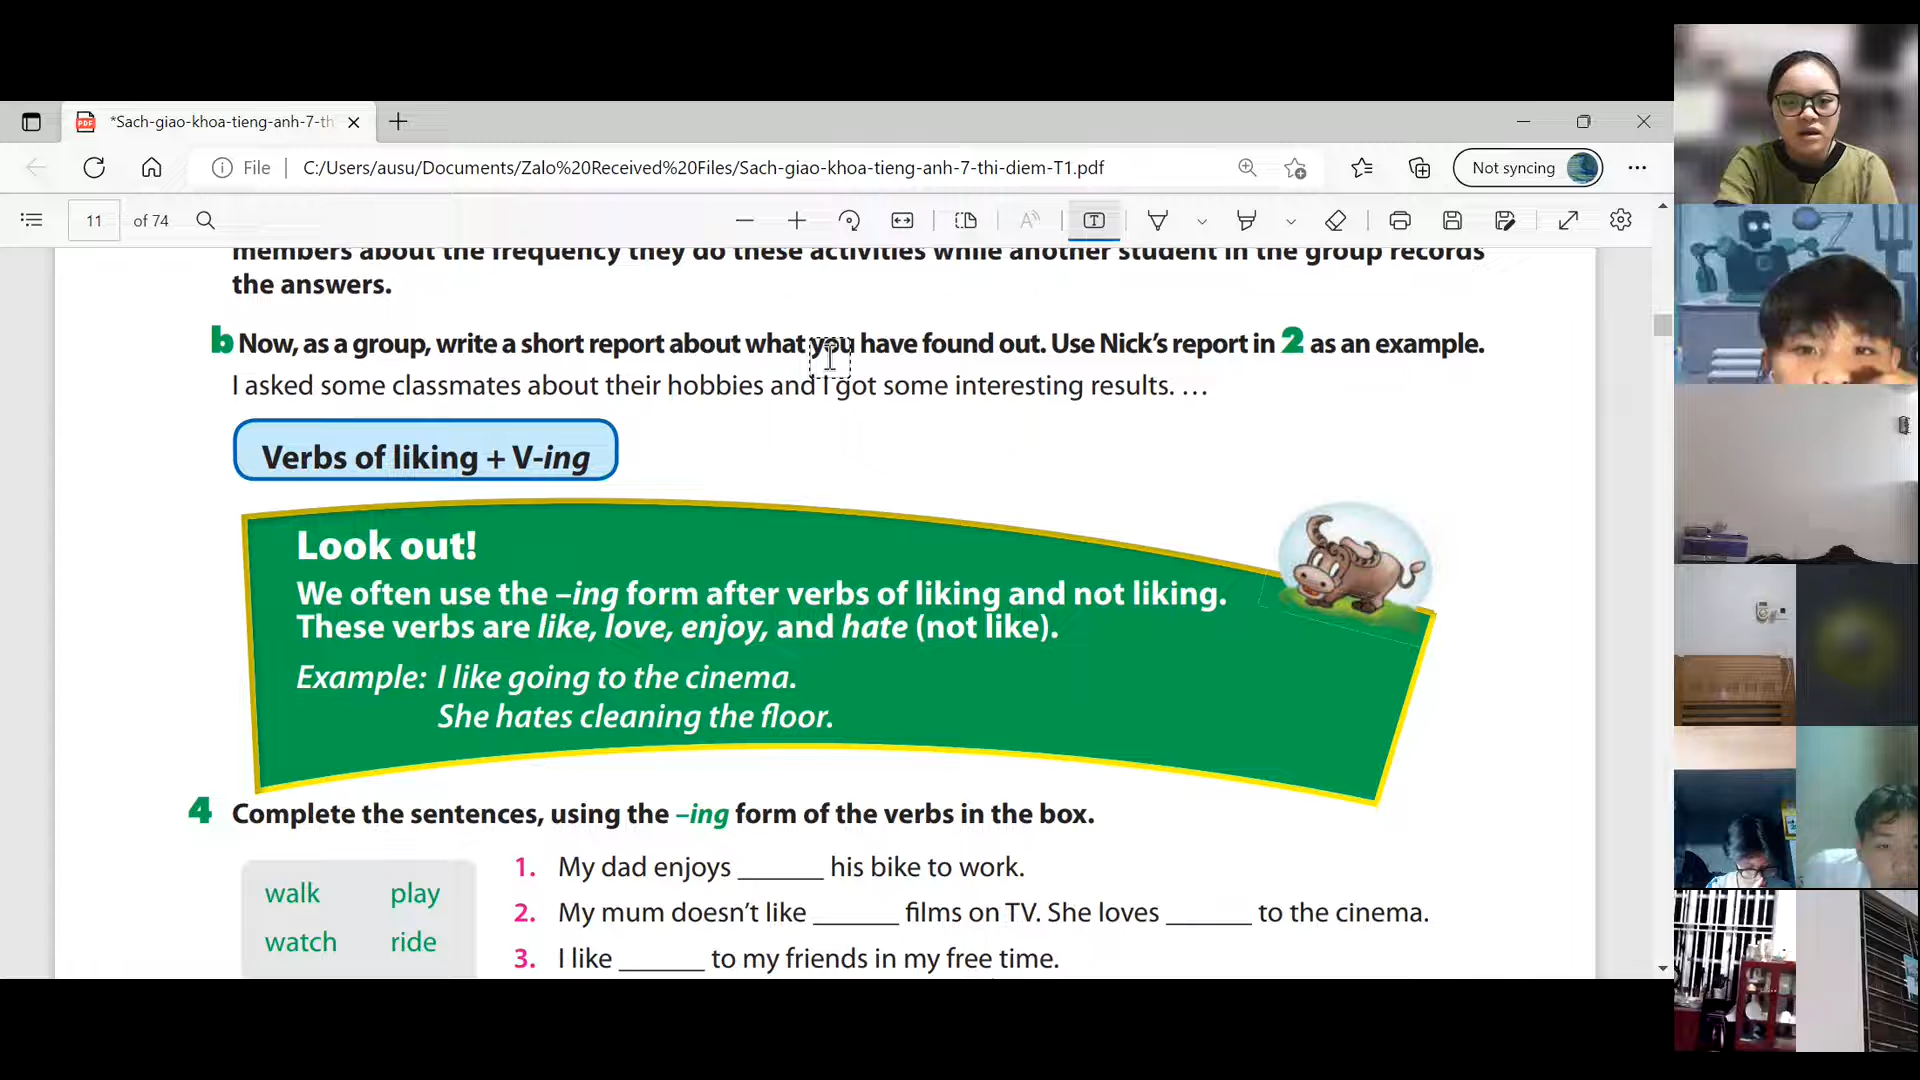 *Sach-giao-khoa-tieng-anh-7-th
File
C:/Users/ausu/Documents/Zalo%20Received%20Files/Sach-giao-khoa-tieng-anh-7-thi-diem-T1.pdf
Not syncing
11 of 74
members about the frequency they do these activities while another student in the group records
the answers.
b Now, as a group, write a short report about what you have found out. Use Nick's report in 2 as an example.
I asked some classmates about their hobbies and I got some interesting results. …
Verbs of liking + V-ing
Look out!
We often use the –ing form after verbs of liking and not liking.
These verbs are like, love, enjoy, and hate (not like).
Example: I like going to the cinema.
She hates cleaning the floor.
4 Complete the sentences, using the –ing form of the verbs in the box.
walk play
watch ride
1. My dad enjoys ______ his bike to work.
2. My mum doesn't like ______ films on TV. She loves ______ to the cinema.
3. I like ______ to my friends in my free time.